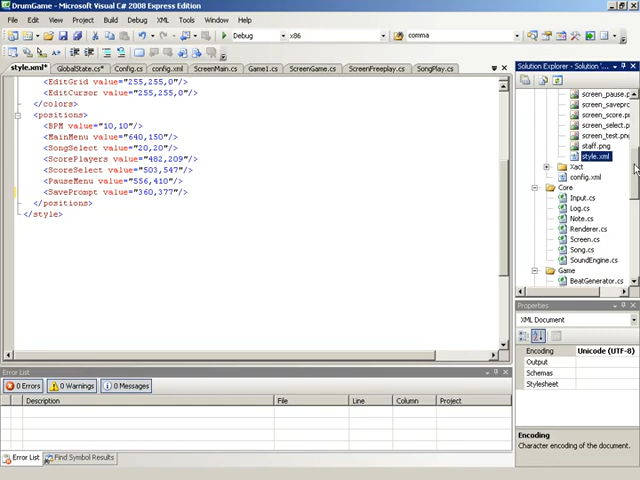 DrumGame - Microsoft Visual C# 2008 Express Edition
File Edit View Project Build Debug XML Tools Window Help
Debug x86 comma
style.xml* GlobalState.cs* Config.cs config.xml ScreenMain.cs Game1.cs ScreenGame.cs ScreenFreeplay.cs SongPlay.cs
<EditGrid value="255,255,0"/>
<EditCursor value="255,255,0"/>
</colors>
<positions>
<BPM value="10,10"/>
<MainMenu value="640,150"/>
<SongSelect value="20,20"/>
<ScorePlayers value="482,209"/>
<ScoreSelect value="503,547"/>
<PauseMenu value="556,410"/>
<SavePrompt value="360,377"/>
</positions>
</style>
Solution Explorer - Solution '...
screen_pause.p
screen_savepro
screen_score.p
screen_select.p
screen_test.pn
staff.png
style.xml
Xact
config.xml
Core
Input.cs
Log.cs
Note.cs
Renderer.cs
Screen.cs
Song.cs
SoundEngine.cs
Game
BeatGenerator.cs
Properties
XML Document
Encoding Unicode (UTF-8)
Output
Schemas
Stylesheet
Encoding
Character encoding of the document.
Error List
0 Errors 0 Warnings 0 Messages
Description File Line Column Project
Error List Find Symbol Results